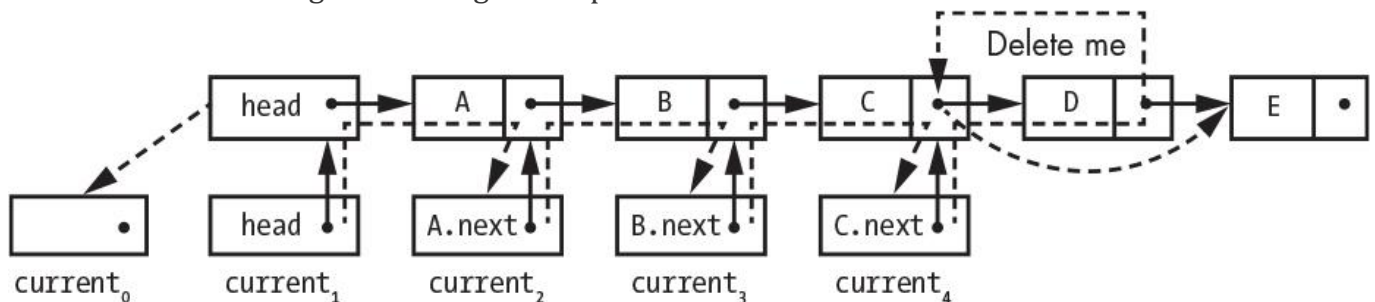 Delete me
head A B C D E
head A.next B.next C.next
current₀ current₁ current₂ current₃ current₄